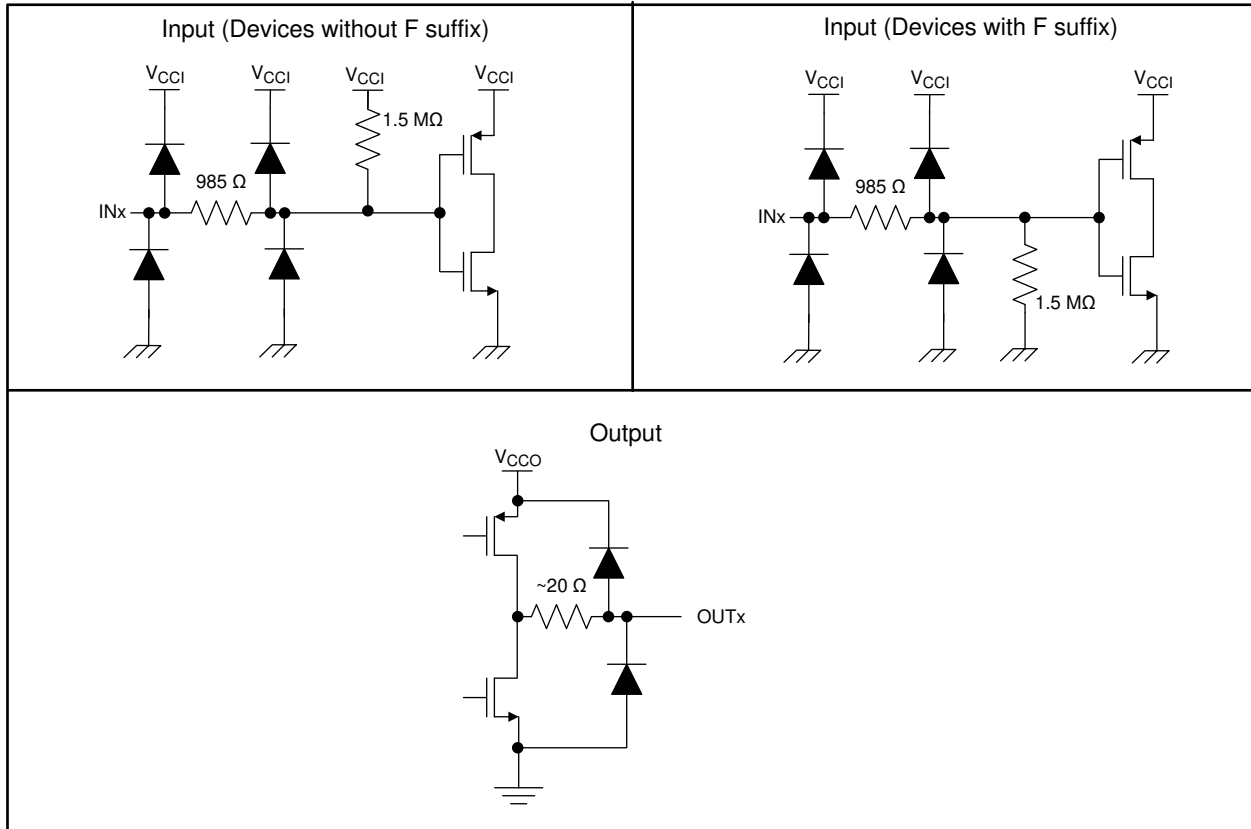 Input (Devices without F suffix)
VCCI VCCI VCCI VCCI
1.5 MΩ
985 Ω
INx
Input (Devices with F suffix)
VCCI VCCI VCCI
985 Ω
INx
1.5 MΩ
Output
VCCO
~20 Ω
OUTx